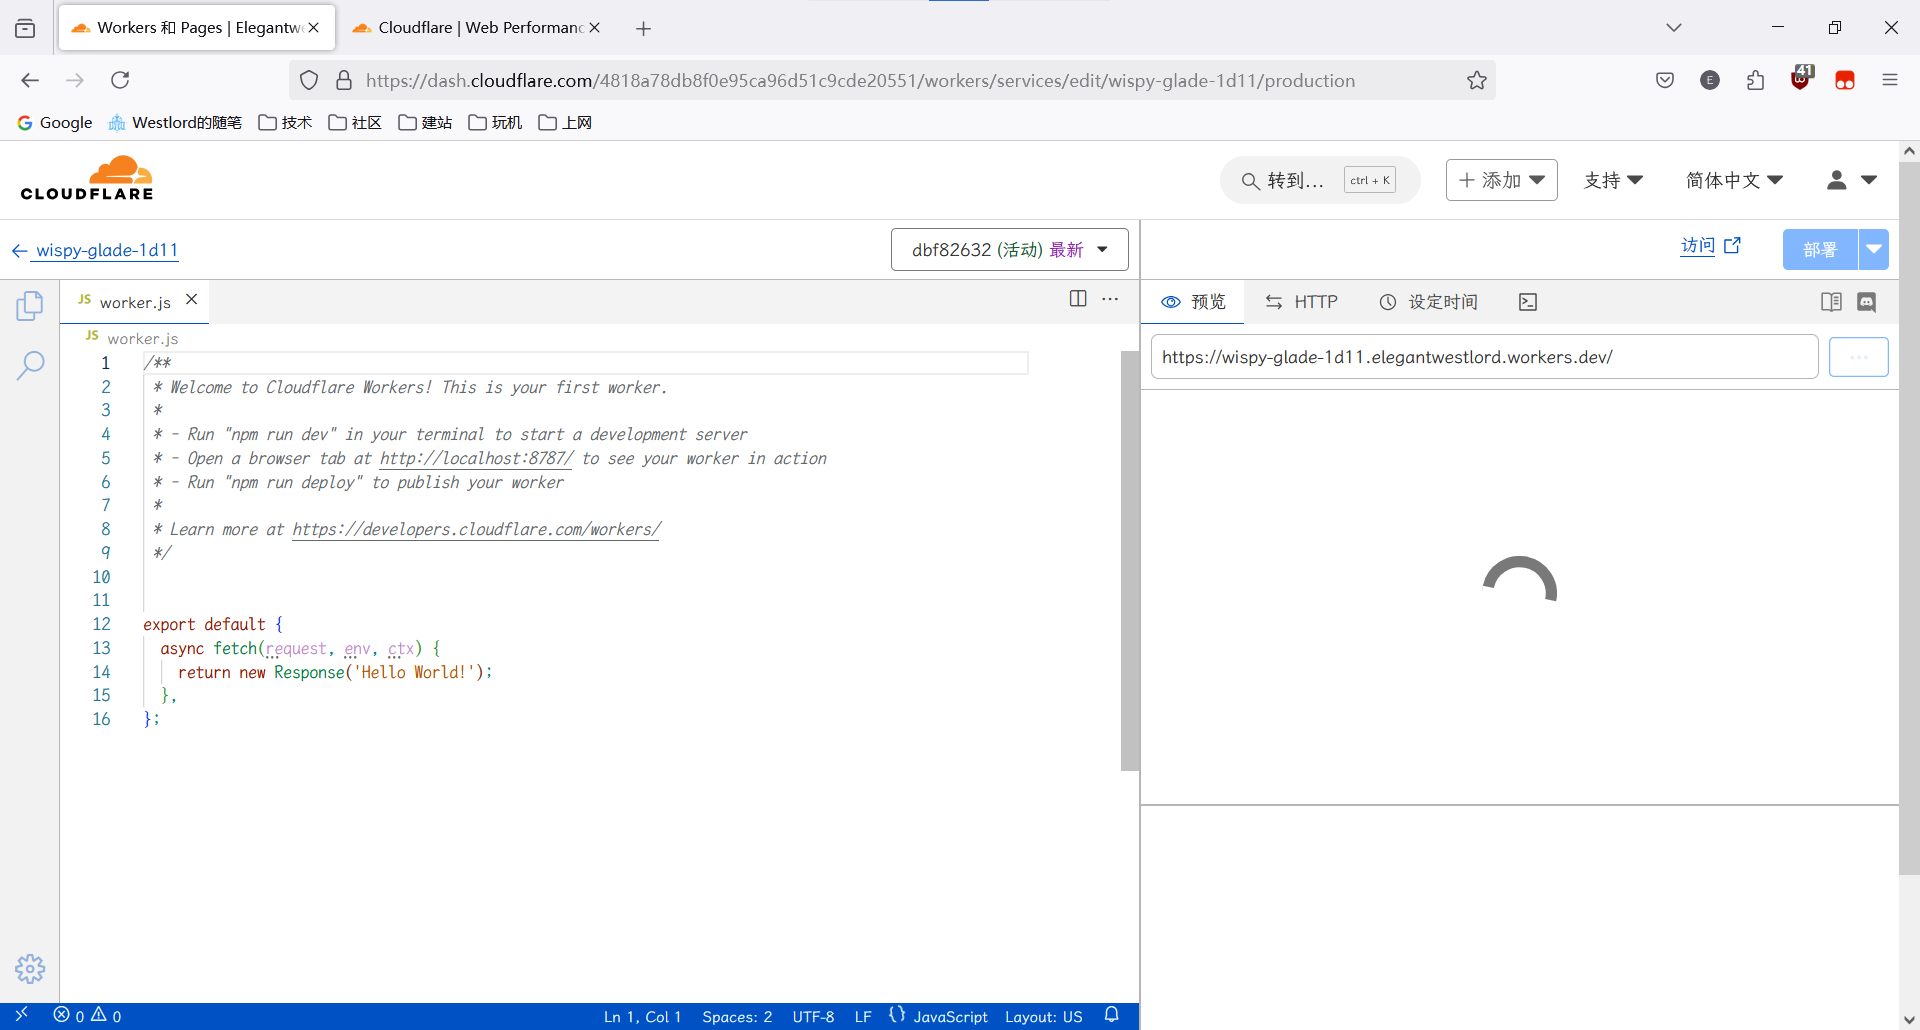 Workers 和 Pages | Elegantwe
Cloudflare | Web Performanc
https://dash.cloudflare.com/4818a78db8f0e95ca96d51c9cde20551/workers/services/edit/wispy-glade-1d11/production
E
41
Google
Westlord的随笔
技术
社区
建站
玩机
上网
CLOUDFLARE
转到...
ctrl + K
添加
支持
简体中文
wispy-glade-1d11
dbf82632 (活动) 最新
访问
部署
JS worker.js
预览
HTTP
设定时间
JS worker.js
https://wispy-glade-1d11.elegantwestlord.workers.dev/
1 /**
2 * Welcome to Cloudflare Workers! This is your first worker.
3 *
4 * - Run "npm run dev" in your terminal to start a development server
5 * - Open a browser tab at http://localhost:8787/ to see your worker in action
6 * - Run "npm run deploy" to publish your worker
7 *
8 * Learn more at https://developers.cloudflare.com/workers/
9 */
10
11
12 export default {
13 async fetch(request, env, ctx) {
14 return new Response('Hello World!');
15 },
16 };
0 0
Ln 1, Col 1
Spaces: 2
UTF-8
LF
{} JavaScript
Layout: US